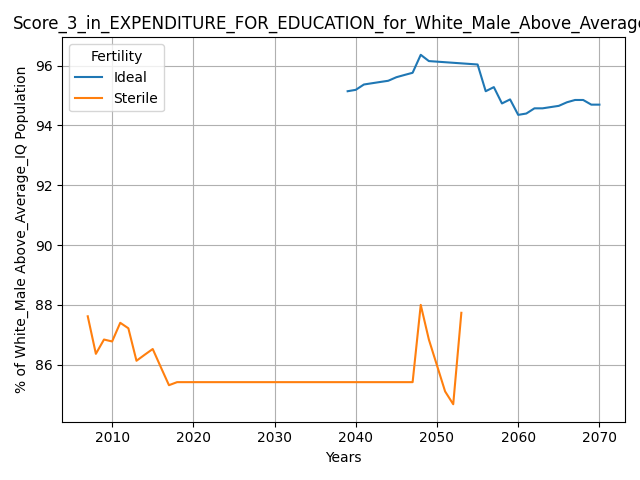 Score_3_in_EXPENDITURE_FOR_EDUCATION_for_White_Male_Above_Average
Fertility
Ideal
Sterile
96
94
92
90
88
86
% of White_Male Above_Average_IQ Population
2010 2020 2030 2040 2050 2060 2070
Years